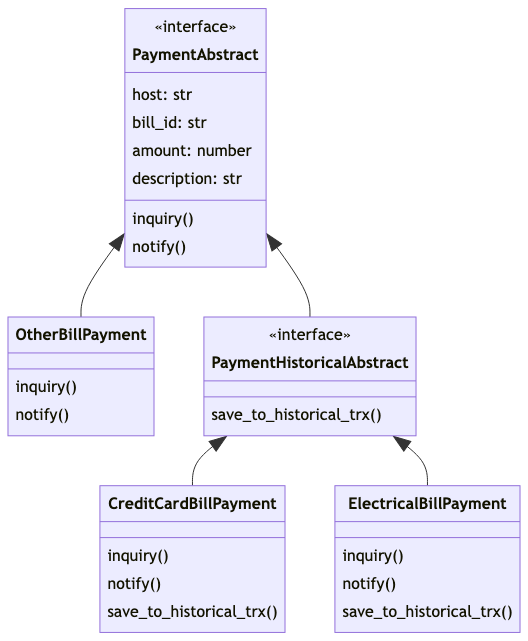 «interface»
PaymentAbstract
host: str
bill_id: str
amount: number
description: str
inquiry()
notify()
OtherBillPayment
inquiry()
notify()
«interface»
PaymentHistoricalAbstract
save_to_historical_trx()
CreditCardBillPayment
inquiry()
notify()
save_to_historical_trx()
ElectricalBillPayment
inquiry()
notify()
save_to_historical_trx()